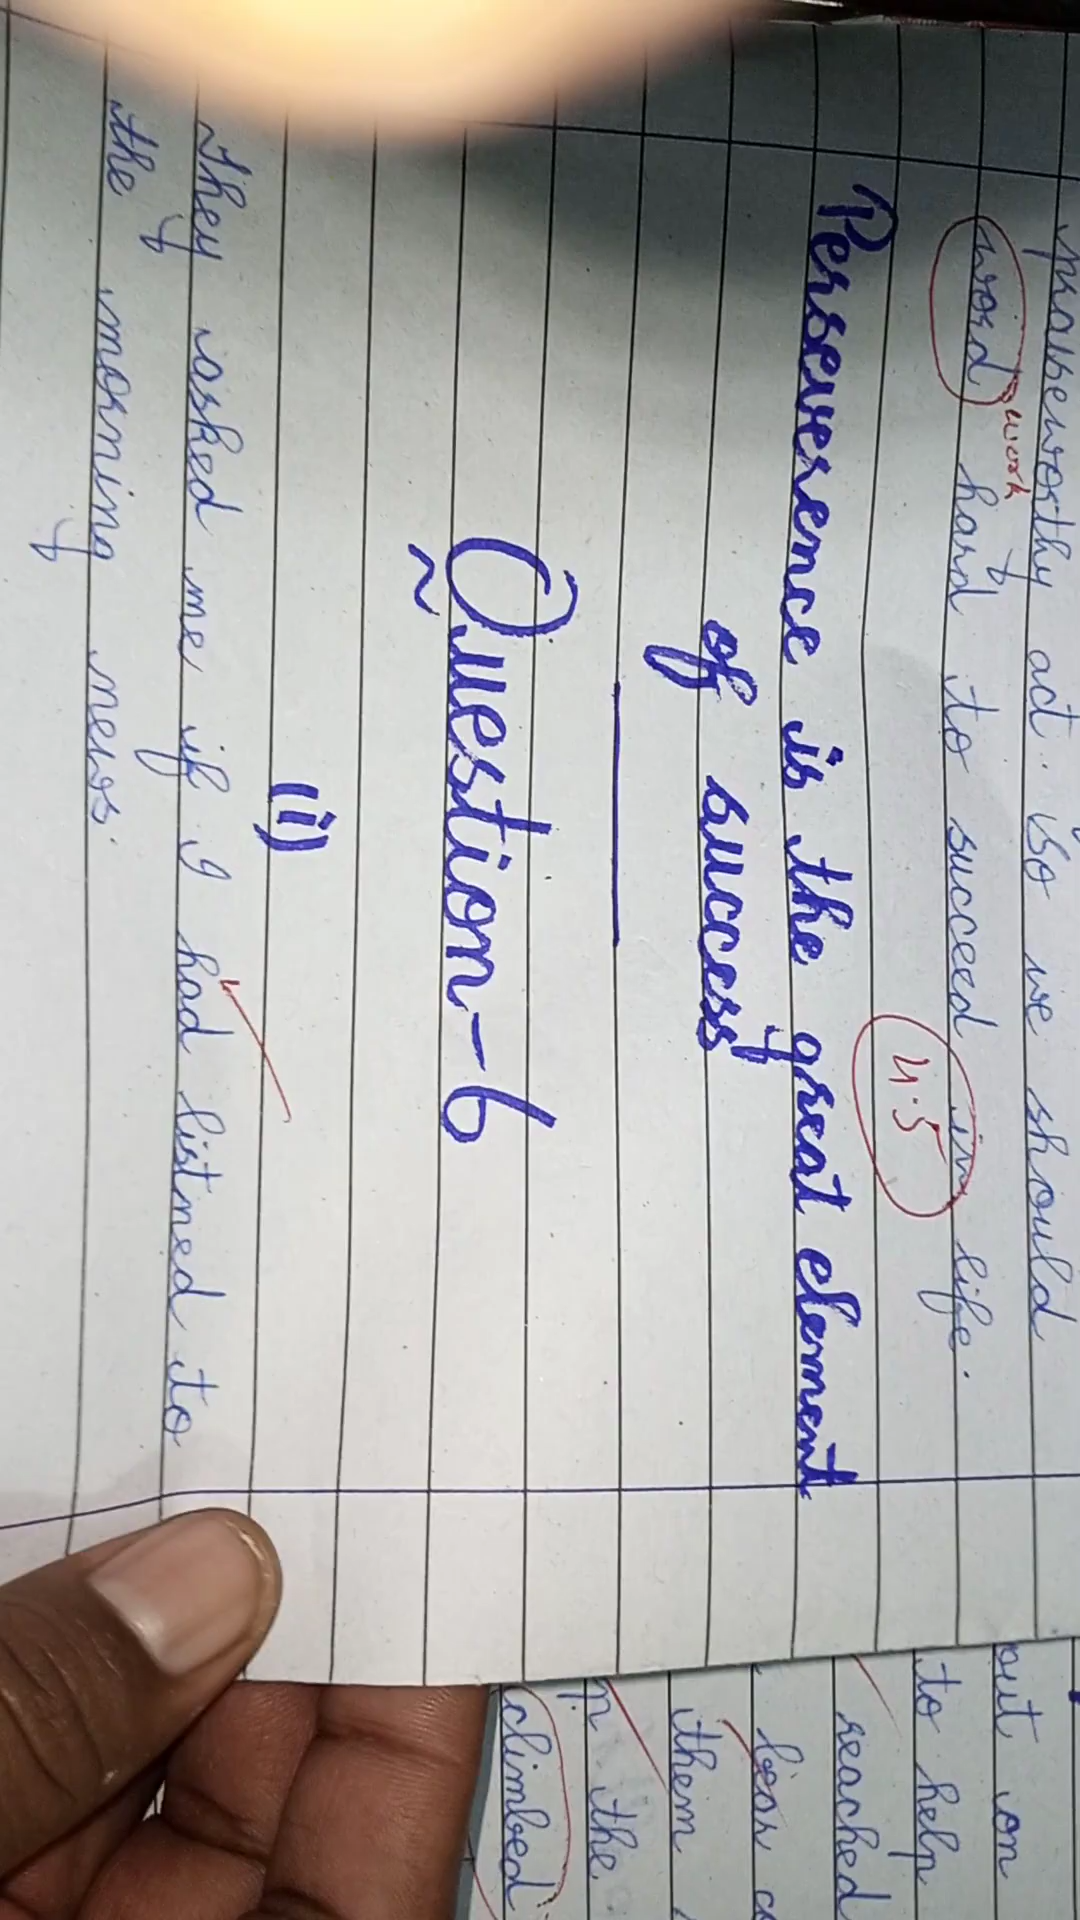 praiseworthy act. So we should
work
word hard to succeed in life.
4.5
Perseverence is the great element
of success
Question-6
(i)
They asked me if I had listned to
the morning news.
out on
to help
reached
them
n the
climbed